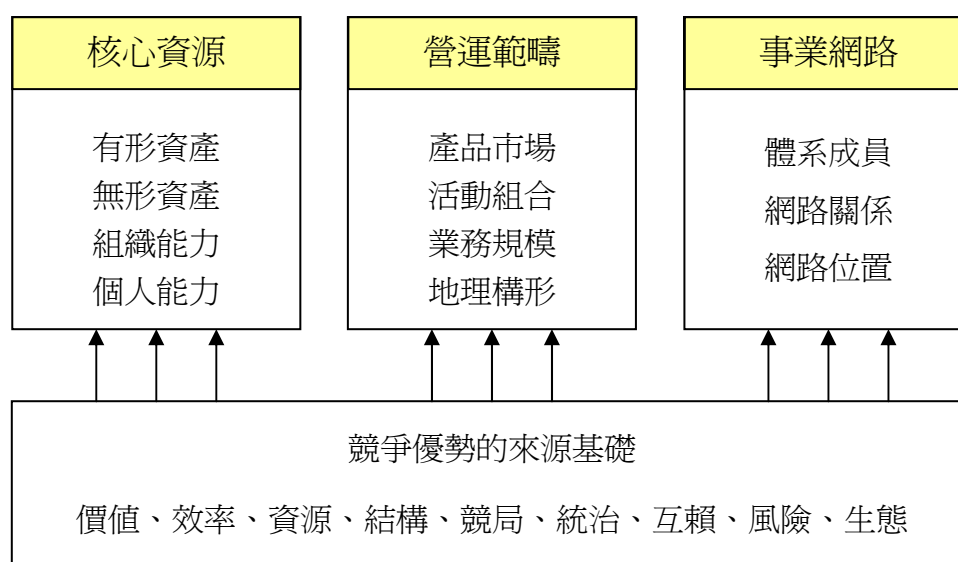 核心資源
有形資產
無形資產
組織能力
個人能力
營運範疇
產品市場
活動組合
業務規模
地理構形
事業網路
體系成員
網路關係
網路位置
競爭優勢的來源基礎
價值、效率、資源、結構、競局、統治、互賴、風險、生態